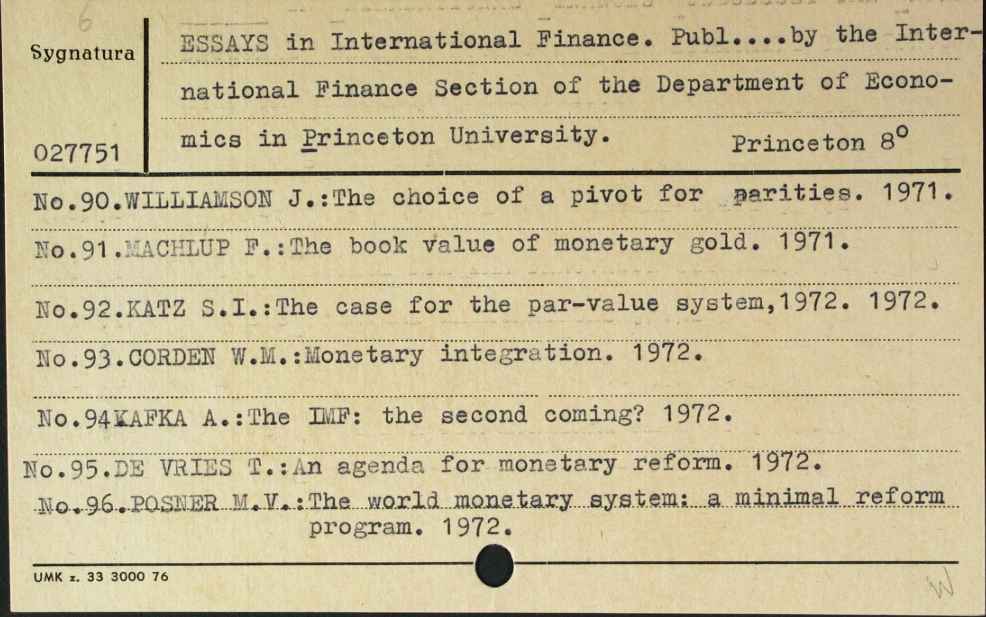 6
Sygnatura
027751
ESSAYS in International Finance. Publ....by the Inter-
national Finance Section of the Department of Econo-
mics in Princeton University. Princeton 8º
No.90.WILLIAMSON J.:The choice of a pivot for parities. 1971.
No.91.MACHLUP F.:The book value of monetary gold. 1971.
No.92.KATZ S.I.:The case for the par-value system,1972. 1972.
No.93.CORDEN W.M.:Monetary integration. 1972.
No.94KAFKA A.:The IMF: the second coming? 1972.
No.95.DE VRIES T.:An agenda for monetary reform. 1972.
No.96.POSNER M.V.:The world monetary system: a minimal reform
program. 1972.
UMK z. 33 3000 76
W